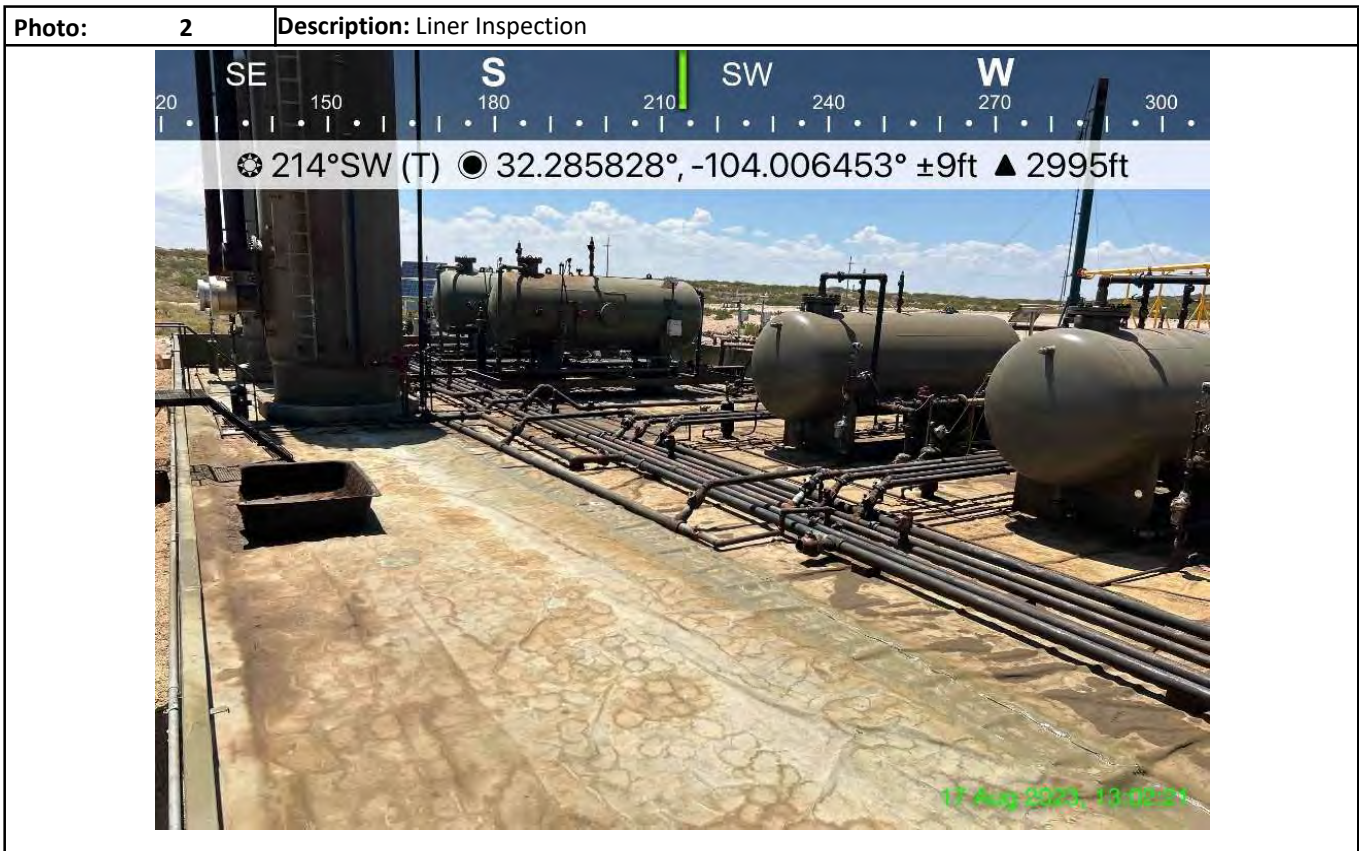 Photo: 2 Description: Liner Inspection
SE S SW W
20 150 180 210 240 270 300
214°SW (T) 32.285828°, -104.006453° ±9ft ▲ 2995ft
17 Aug 2023, 13:02:21